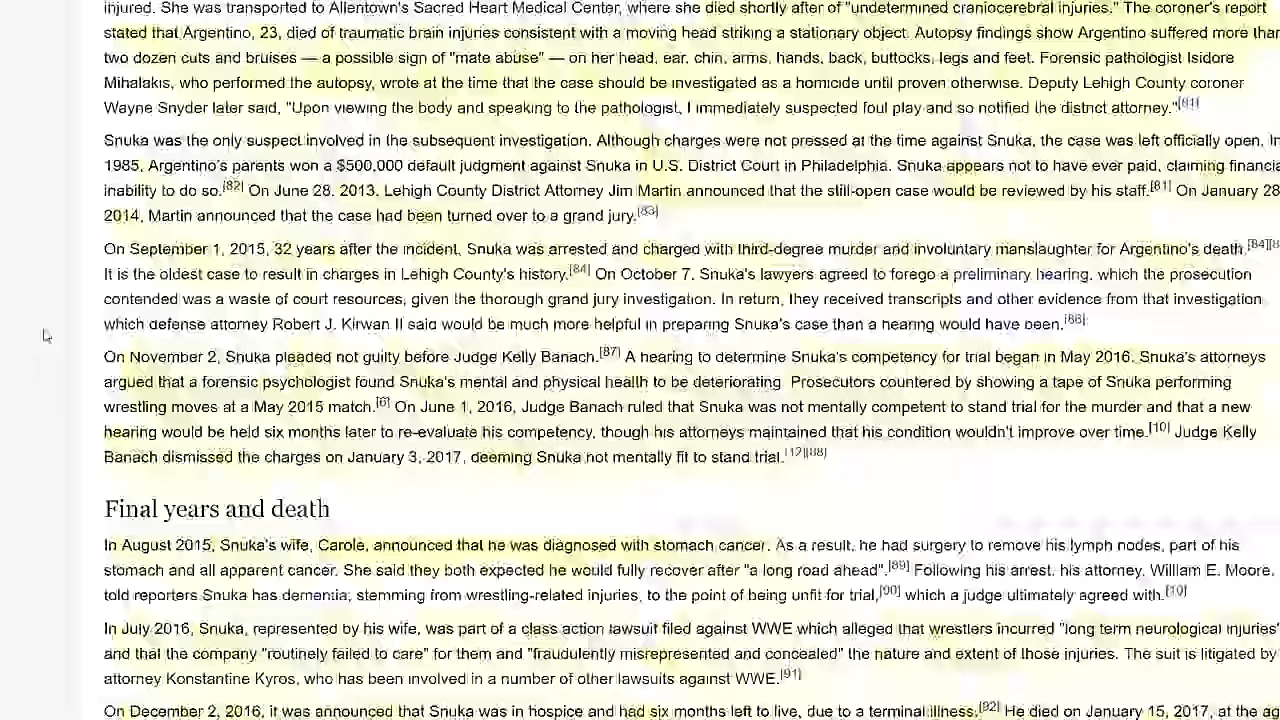 injured. She was transported to Allentown's Sacred Heart Medical Center, where she died shortly after of "undetermined craniocerebral injuries." The coroner's report
stated that Argentino, 23, died of traumatic brain injuries consistent with a moving head striking a stationary object. Autopsy findings show Argentino suffered more than
two dozen cuts and bruises — a possible sign of "mate abuse" — on her head, ear, chin, arms, hands, back, buttocks, legs and feet. Forensic pathologist Isidore
Mihalakis, who performed the autopsy, wrote at the time that the case should be investigated as a homicide until proven otherwise. Deputy Lehigh County coroner
Wayne Snyder later said, "Upon viewing the body and speaking to the pathologist, I immediately suspected foul play and so notified the district attorney."[81]
Snuka was the only suspect involved in the subsequent investigation. Although charges were not pressed at the time against Snuka, the case was left officially open. In
1985, Argentino's parents won a $500,000 default judgment against Snuka in U.S. District Court in Philadelphia. Snuka appears not to have ever paid, claiming financia
inability to do so.[82] On June 28, 2013, Lehigh County District Attorney Jim Martin announced that the still-open case would be reviewed by his staff.[81] On January 28
2014, Martin announced that the case had been turned over to a grand jury.[83]
On September 1, 2015, 32 years after the incident, Snuka was arrested and charged with third-degree murder and involuntary manslaughter for Argentino's death.[84][8
It is the oldest case to result in charges in Lehigh County's history.[84] On October 7, Snuka's lawyers agreed to forego a preliminary hearing, which the prosecution
contended was a waste of court resources, given the thorough grand jury investigation. In return, they received transcripts and other evidence from that investigation
which defense attorney Robert J. Kirwan II said would be much more helpful in preparing Snuka's case than a hearing would have been.[86]
On November 2, Snuka pleaded not guilty before Judge Kelly Banach.[87] A hearing to determine Snuka's competency for trial began in May 2016. Snuka's attorneys
argued that a forensic psychologist found Snuka's mental and physical health to be deteriorating. Prosecutors countered by showing a tape of Snuka performing
wrestling moves at a May 2015 match.[6] On June 1, 2016, Judge Banach ruled that Snuka was not mentally competent to stand trial for the murder and that a new
hearing would be held six months later to re-evaluate his competency, though his attorneys maintained that his condition wouldn't improve over time.[10] Judge Kelly
Banach dismissed the charges on January 3, 2017, deeming Snuka not mentally fit to stand trial.[12][88]
Final years and death
In August 2015, Snuka's wife, Carole, announced that he was diagnosed with stomach cancer. As a result, he had surgery to remove his lymph nodes, part of his
stomach and all apparent cancer. She said they both expected he would fully recover after "a long road ahead".[89] Following his arrest, his attorney, William E. Moore,
told reporters Snuka has dementia, stemming from wrestling-related injuries, to the point of being unfit for trial,[90] which a judge ultimately agreed with.[10]
In July 2016, Snuka, represented by his wife, was part of a class action lawsuit filed against WWE which alleged that wrestlers incurred "long term neurological injuries"
and that the company "routinely failed to care" for them and "fraudulently misrepresented and concealed" the nature and extent of those injuries. The suit is litigated by
attorney Konstantine Kyros, who has been involved in a number of other lawsuits against WWE.[91]
On December 2, 2016, it was announced that Snuka was in hospice and had six months left to live, due to a terminal illness.[92] He died on January 15, 2017, at the ag